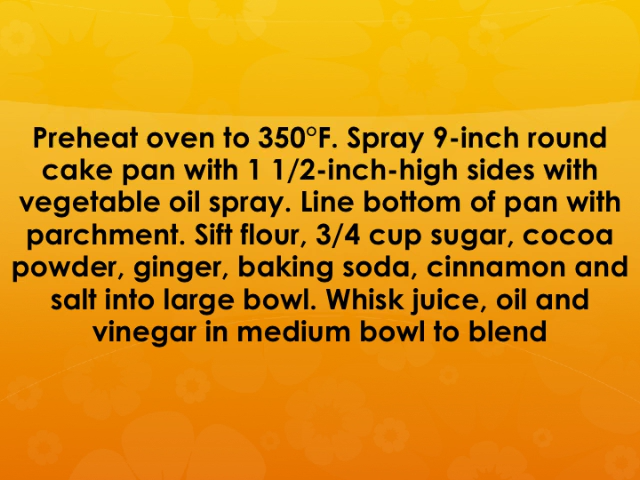 Preheat oven to 350°F. Spray 9-inch round
cake pan with 1 1/2-inch-high sides with
vegetable oil spray. Line bottom of pan with
parchment. Sift flour, 3/4 cup sugar, cocoa
powder, ginger, baking soda, cinnamon and
salt into large bowl. Whisk juice, oil and
vinegar in medium bowl to blend